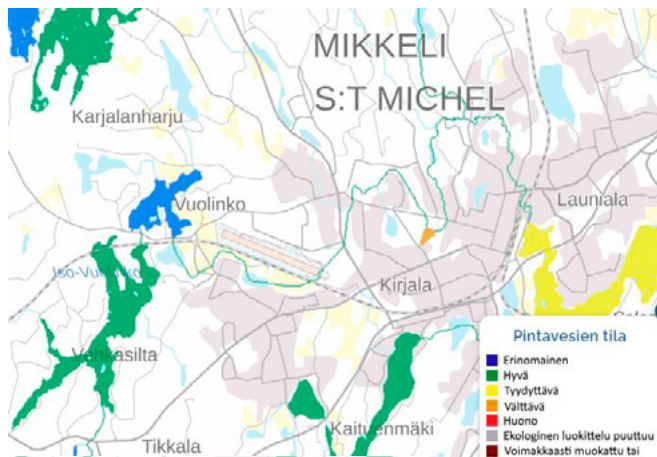 MIKKELI
S:T MICHEL
Karjalanharju
Vuolinko
Launiala
Kirjala
Vehkasilta
Pintavesien tila
Erinomainen
Hyvä
Tyydyttävä
Välttävä
Huono
Ekologinen luokittelu puuttuu
Voimakkaasti muokattu tai
Kaituenmäki
Tikkala